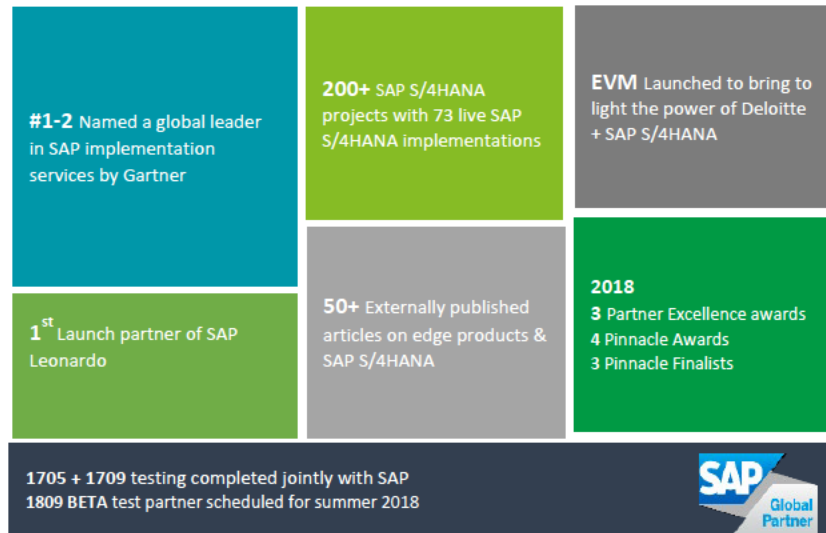 #1-2 Named a global leader
in SAP implementation
services by Gartner
1st Launch partner of SAP
Leonardo
200+ SAP S/4HANA
projects with 73 live SAP
S/4HANA implementations
50+ Externally published
articles on edge products &
SAP S/4HANA
EVM Launched to bring to
light the power of Deloitte
+ SAP S/4HANA
2018
3 Partner Excellence awards
4 Pinnacle Awards
3 Pinnacle Finalists
1705 + 1709 testing completed jointly with SAP
1809 BETA test partner scheduled for summer 2018
SAP
Global
Partner